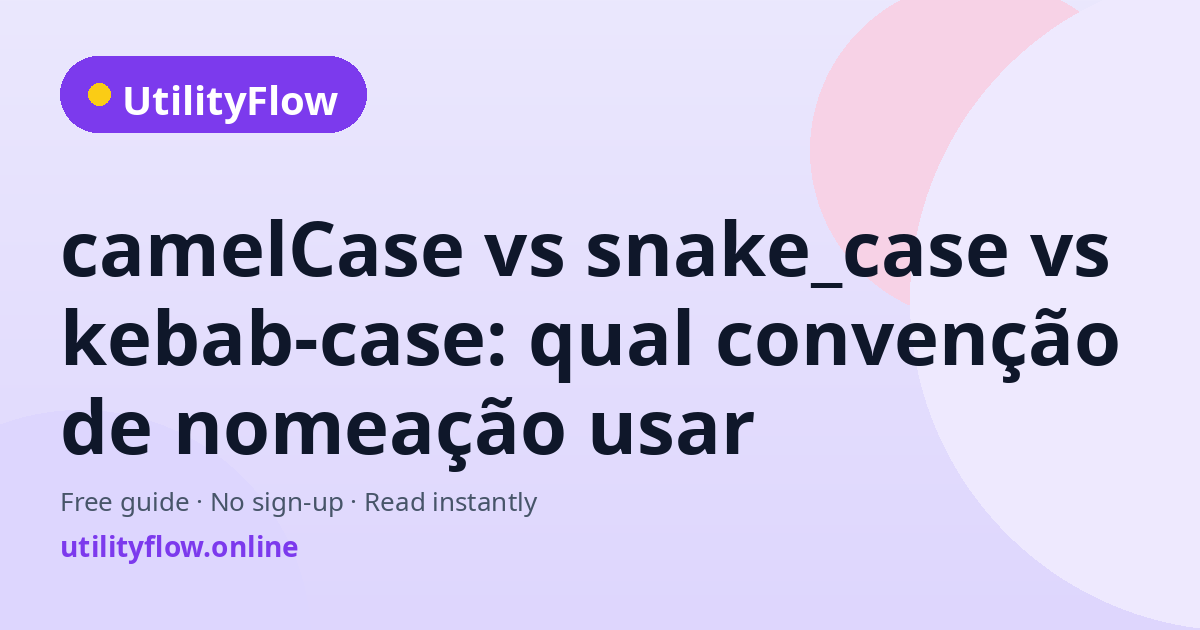 UtilityFlow
camelCase vs snake_case vs
kebab-case: qual convenção
de nomeação usar
Free guide · No sign-up · Read instantly
utilityflow.online